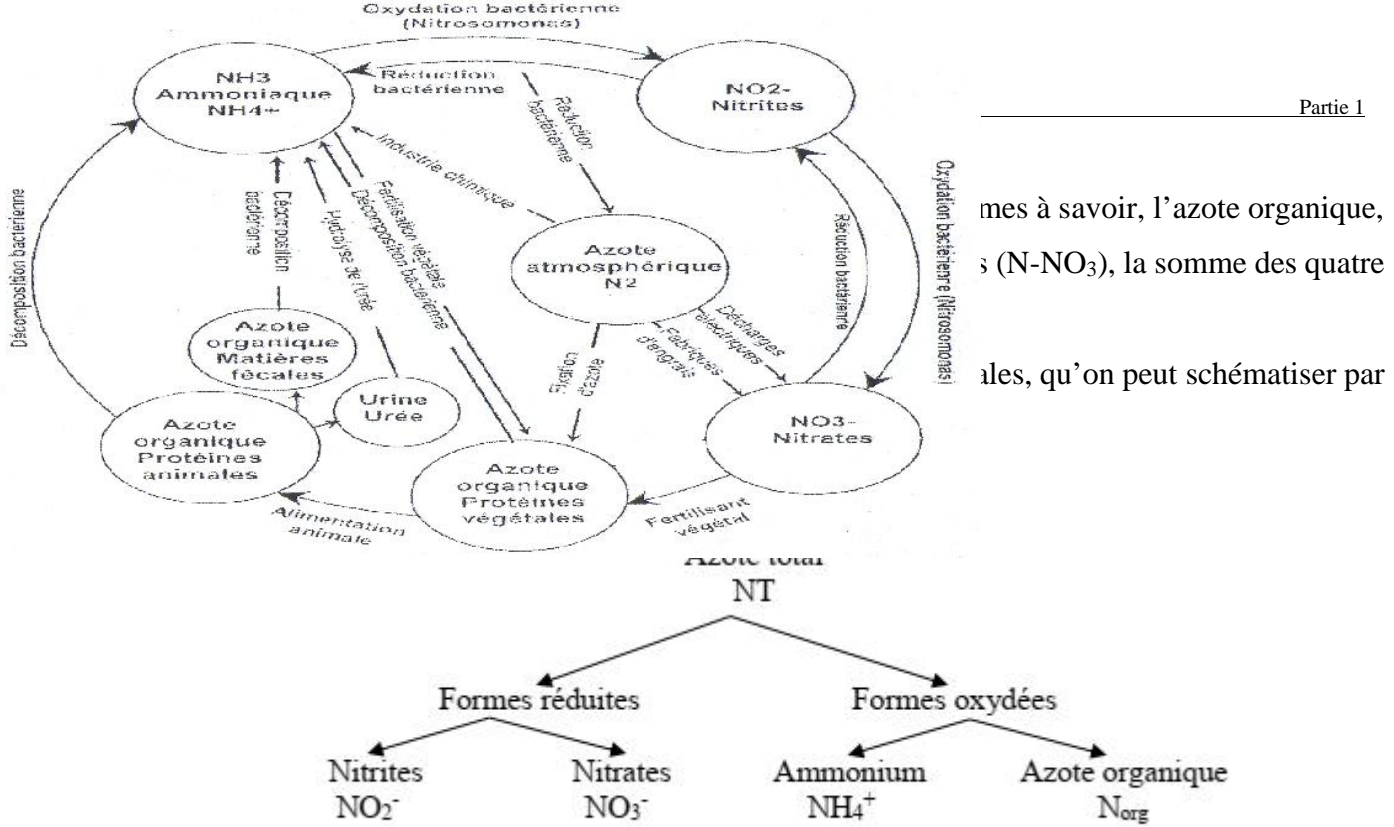 Oxydation bactérienne
(Nitrosomonas)
NH3
Ammoniaque
NH4+
Réduction
bactérienne
NO2-
Nitrites
Partie 1
Réduction
bactérienne
Industrie chimique
Décomposition bactérienne
Décomposition
bactérienne
Hydrolyse de l'urée
Fertilisation végétale
Décomposition bactérienne
Azote
atmosphérique
N2
Réduction bactérienne
Oxydation bactérienne (Nitrosomonas)
mes à savoir, l’azote organique,
s (N-NO3), la somme des quatre
ales, qu’on peut schématiser par
Azote
organique
Matières
fécales
Urine
Urée
Fixation
d'azote
Fabriques
d'engrais
Décharges
électriques
NO3-
Nitrates
Azote
organique
Protéines
animales
Azote
organique
Protéines
végétales
Alimentation
animale
Fertilisant
végétal
Azote total
NT
Formes réduites Formes oxydées
Nitrites Nitrates Ammonium Azote organique
NO2- NO3- NH4+ Norg